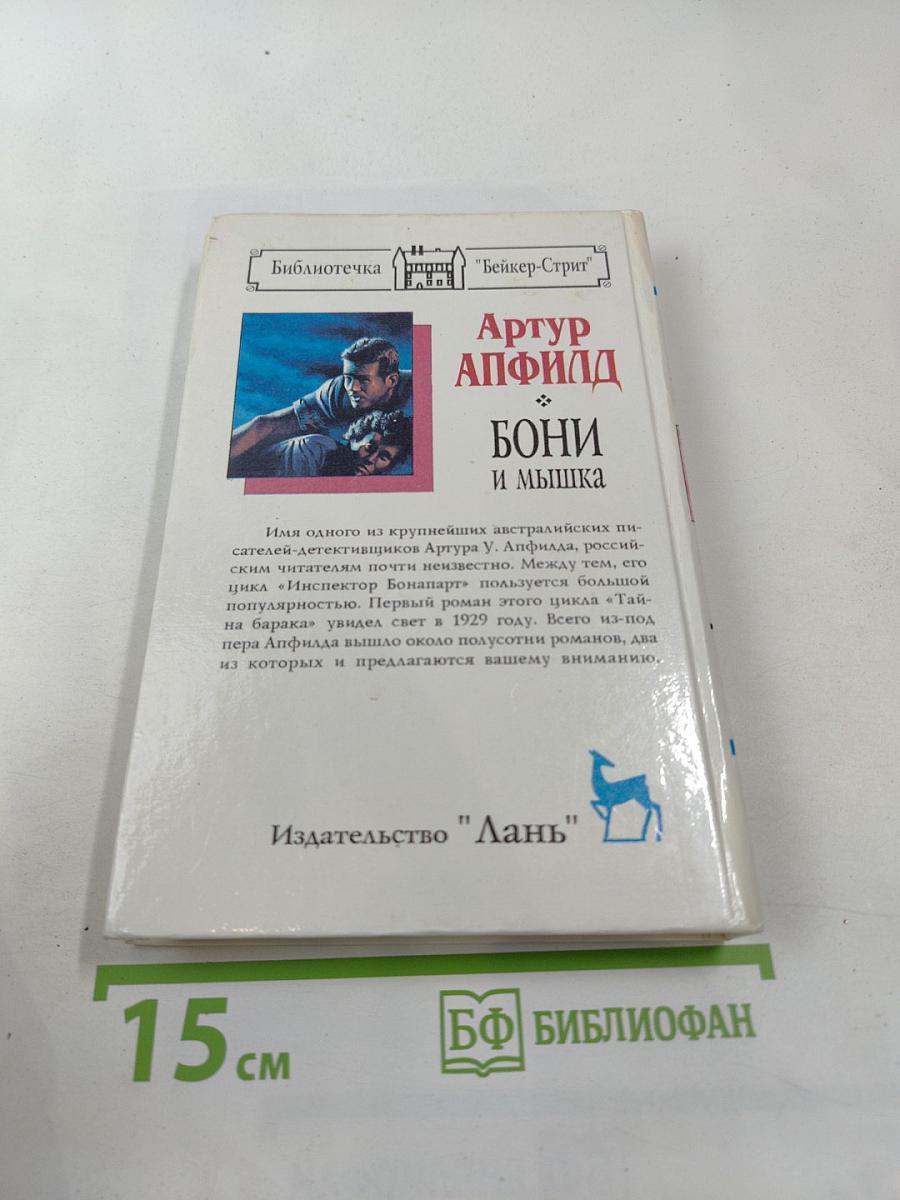 Библиотечка "Бейкер-Стрит"
Артур
АПФИЛД
БОНИ
и мышка
Имя одного из крупнейших австралийских пи-
сателей-детективщиков Артура У. Апфилда, россий-
ским читателям почти неизвестно. Между тем, его
цикл «Инспектор Бонапарт» пользуется большой
популярностью. Первый роман этого цикла «Тай-
на барака» увидел свет в 1929 году. Всего из-под
пера Апфилда вышло около полусотни романов, два
из которых и предлагаются вашему вниманию.
Издательство "Лань"
15 см
БФ БИБЛИОФАН